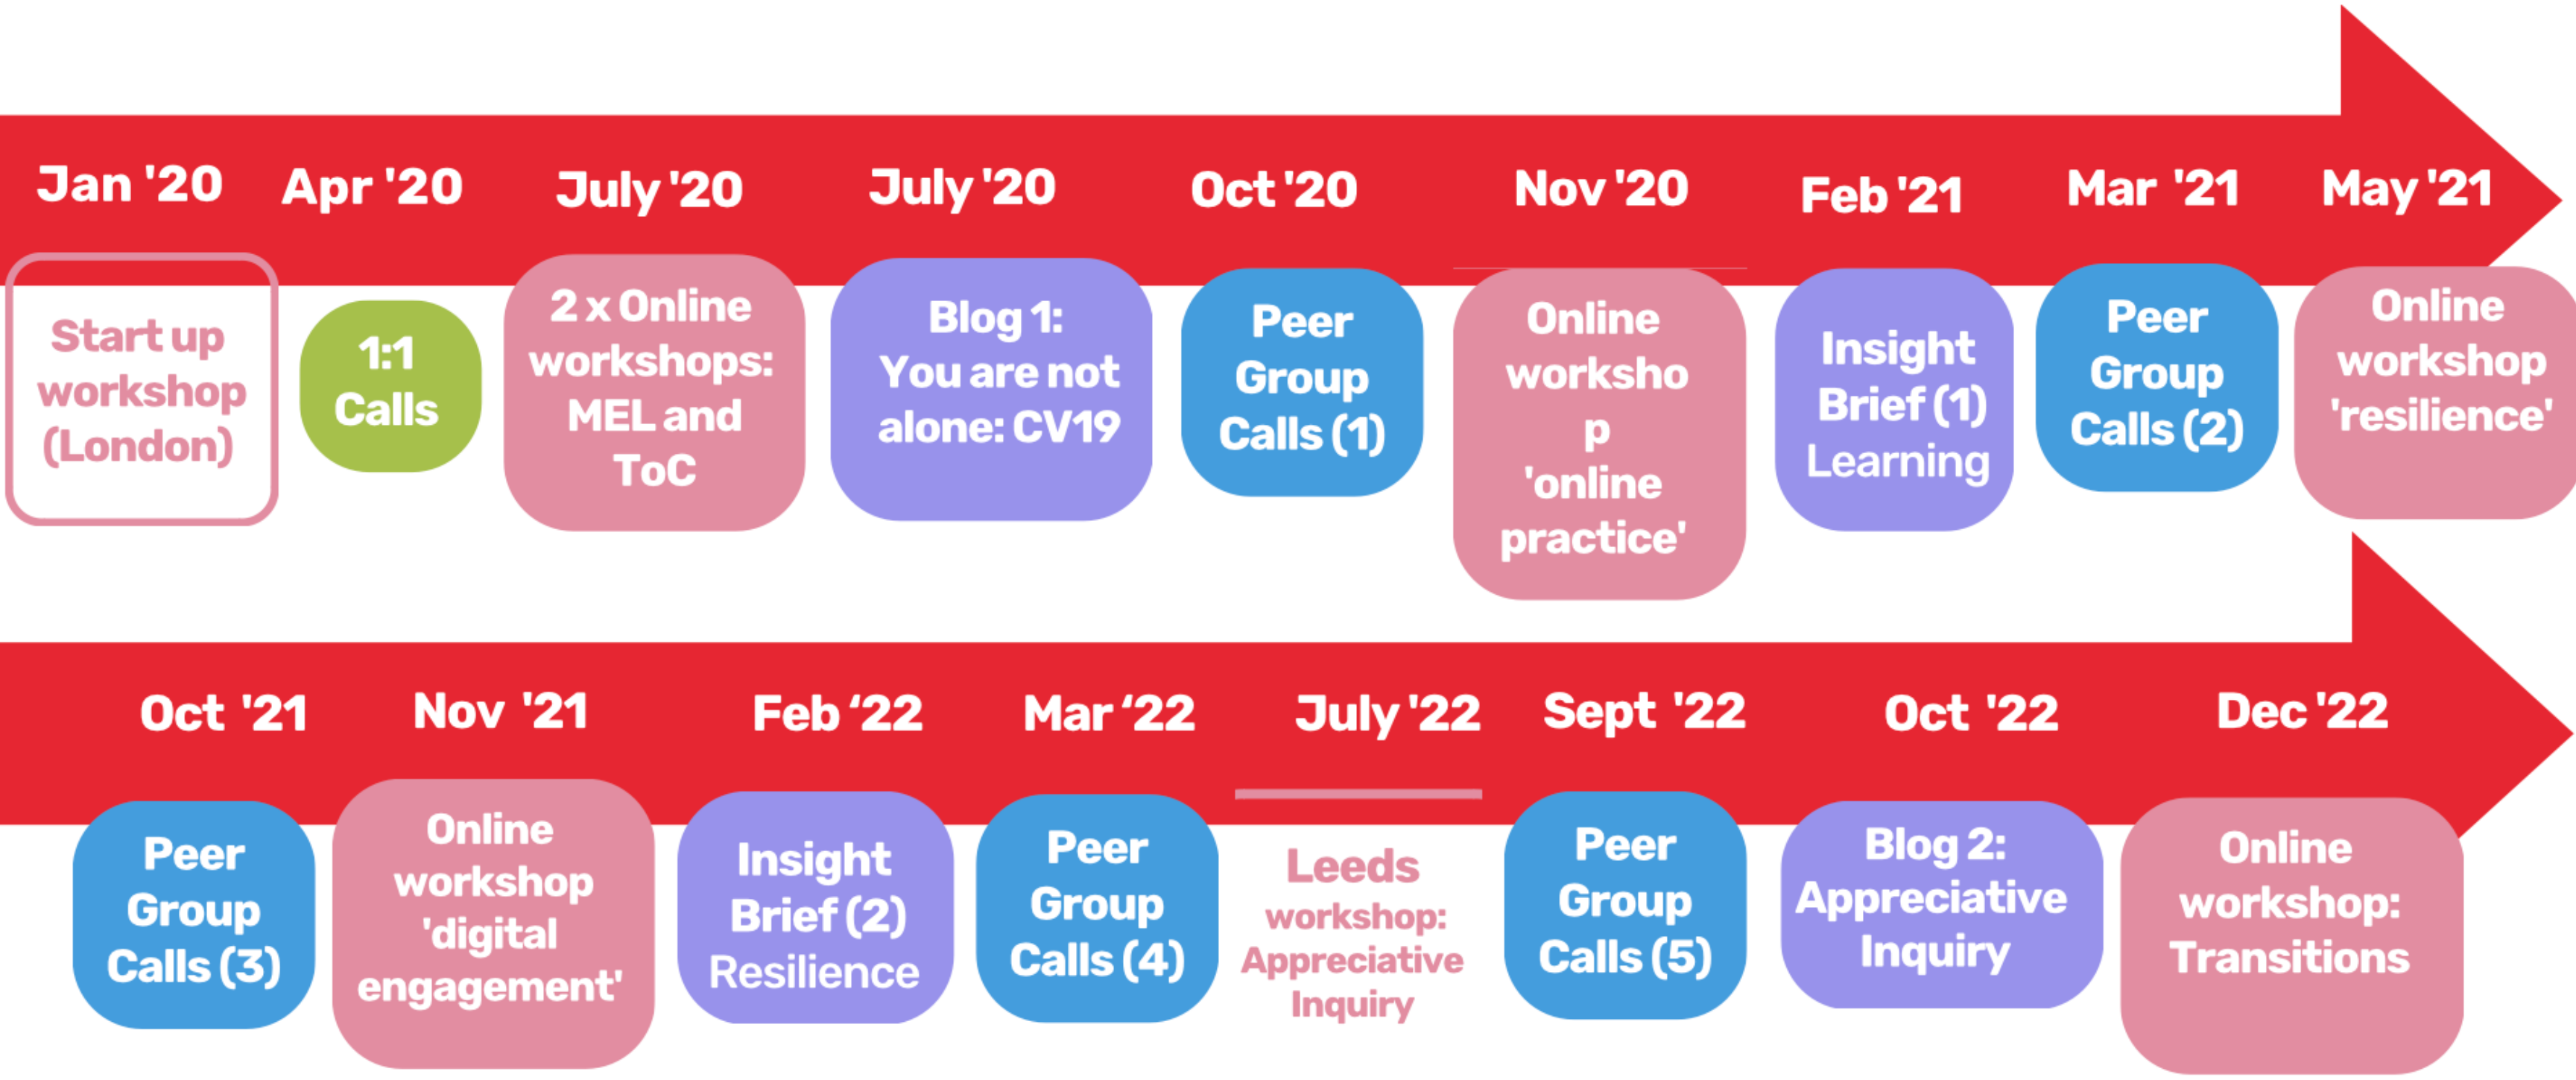 Jan '20
Apr '20
July '20
July '20
Oct '20
Nov '20
Feb '21
Mar '21
May '21
Start up
workshop
(London)
1:1
Calls
2 x Online
workshops:
MEL and
ToC
Blog 1:
You are not
alone: CV19
Peer
Group
Calls (1)
Online
worksho
p
'online
practice'
Insight
Brief (1)
Learning
Peer
Group
Calls (2)
Online
workshop
'resilience'
Oct '21
Nov '21
Feb ‘22
Mar ‘22
July '22
Sept '22
Oct '22
Dec '22
Peer
Group
Calls (3)
Online
workshop
'digital
engagement'
Insight
Brief (2)
Resilience
Peer
Group
Calls (4)
Leeds
workshop:
Appreciative
Inquiry
Peer
Group
Calls (5)
Blog 2:
Appreciative
Inquiry
Online
workshop:
Transitions